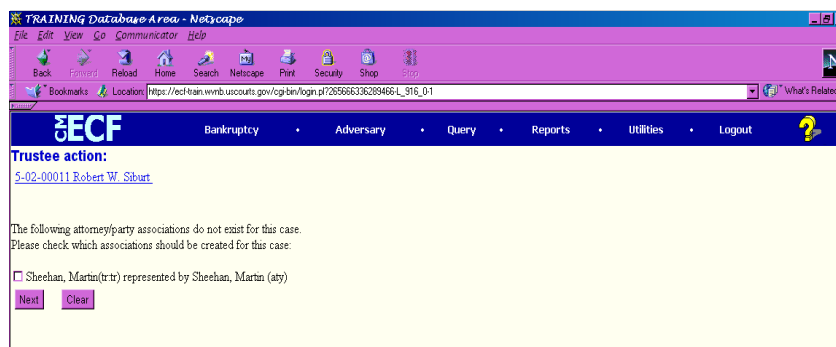 TRAINING Database Area - Netscape
File Edit View Go Communicator Help
Back Forward Reload Home Search Netscape Print Security Shop Stop
Bookmarks Location: https://ecf-train.wvnb.uscourts.gov/cgi-bin/login.pl?265666336289466-L_916_0-1 What's Related
CM ECF Bankruptcy • Adversary • Query • Reports • Utilities • Logout ?
Trustee action:
5-02-00011 Robert W. Siburt
The following attorney/party associations do not exist for this case.
Please check which associations should be created for this case:
Sheehan, Martin(tr:tr) represented by Sheehan, Martin (aty)
Next Clear